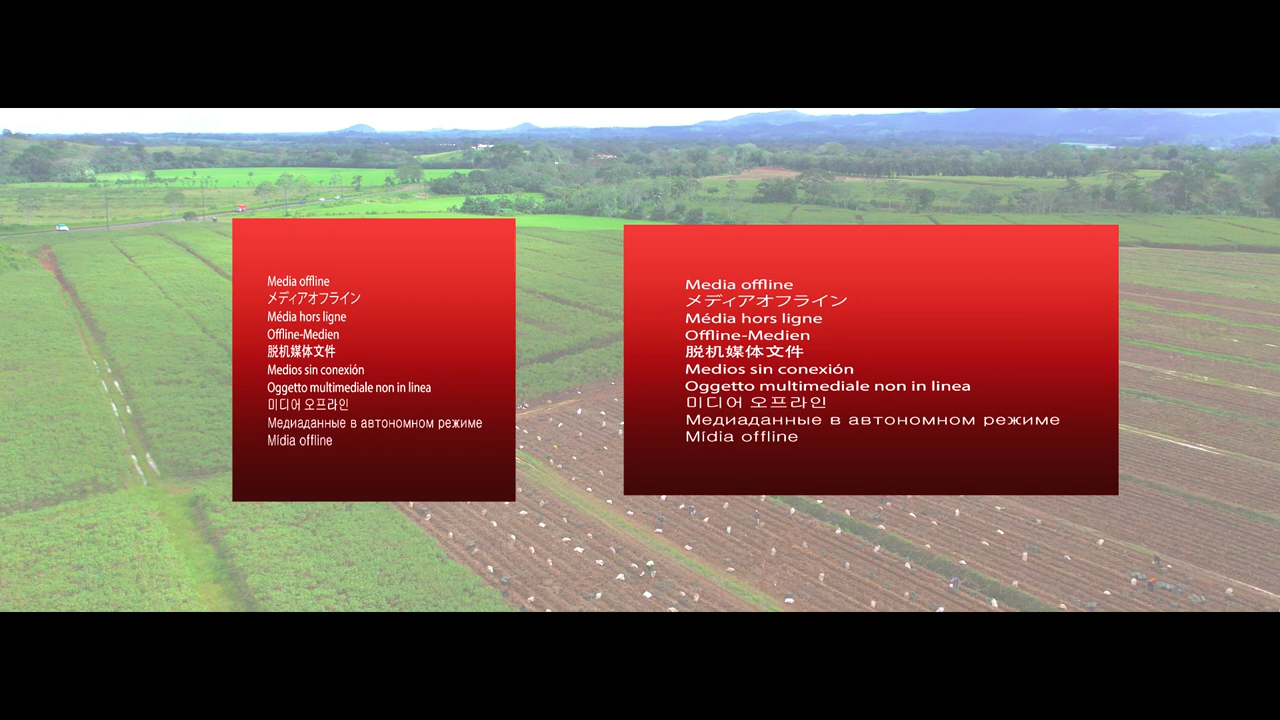 Media offline
メディアオフライン
Média hors ligne
Offline-Medien
脱机媒体文件
Medios sin conexión
Oggetto multimediale non in linea
미디어 오프라인
Медиаданные в автономном режиме
Mídia offline
Media offline
メディアオフライン
Média hors ligne
Offline-Medien
脱机媒体文件
Medios sin conexión
Oggetto multimediale non in linea
미디어 오프라인
Медиаданные в автономном режиме
Mídia offline